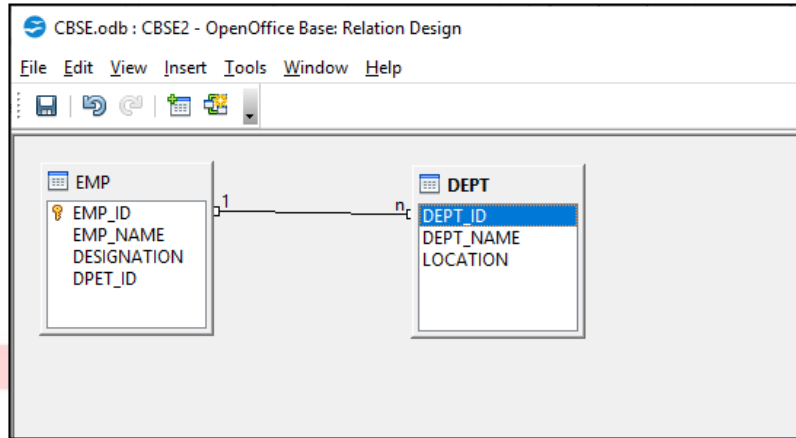 CBSE.odb : CBSE2 - OpenOffice Base: Relation Design
File Edit View Insert Tools Window Help
EMP
EMP_ID
EMP_NAME
DESIGNATION
DPET_ID
1
n
DEPT
DEPT_ID
DEPT_NAME
LOCATION